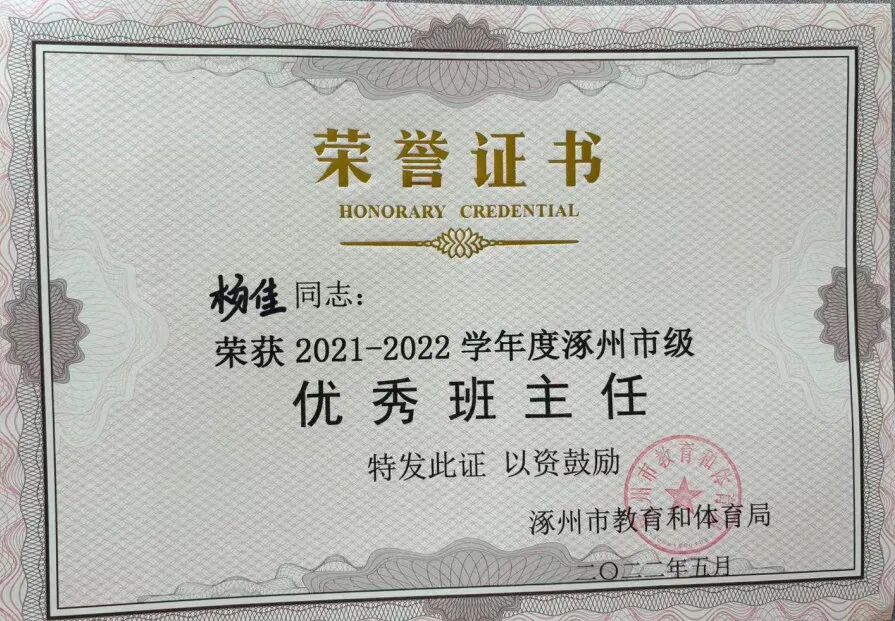 荣誉证书
HONORARY CREDENTIAL
杨佳同志：
荣获2021-2022学年度涿州市级
优秀班主任
特发此证 以资鼓励
涿州市教育和体育局
二〇二二年五月